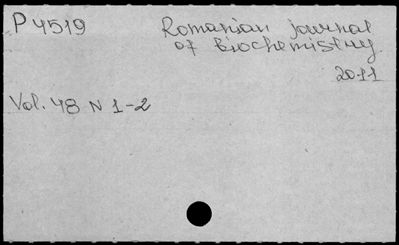 P 4519
Romanian journal
of biochemistry
2011
Vol. 48 N 1-2